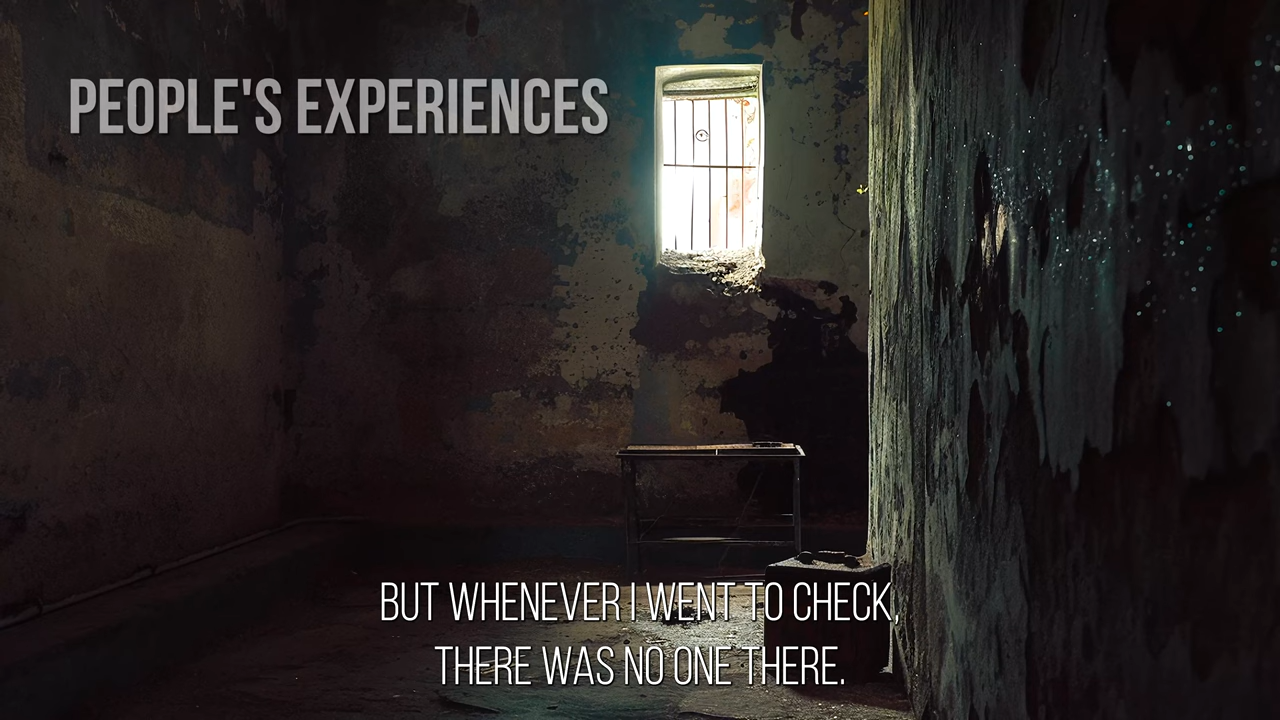 PEOPLE'S EXPERIENCES
BUT WHENEVER I WENT TO CHECK,
THERE WAS NO ONE THERE.